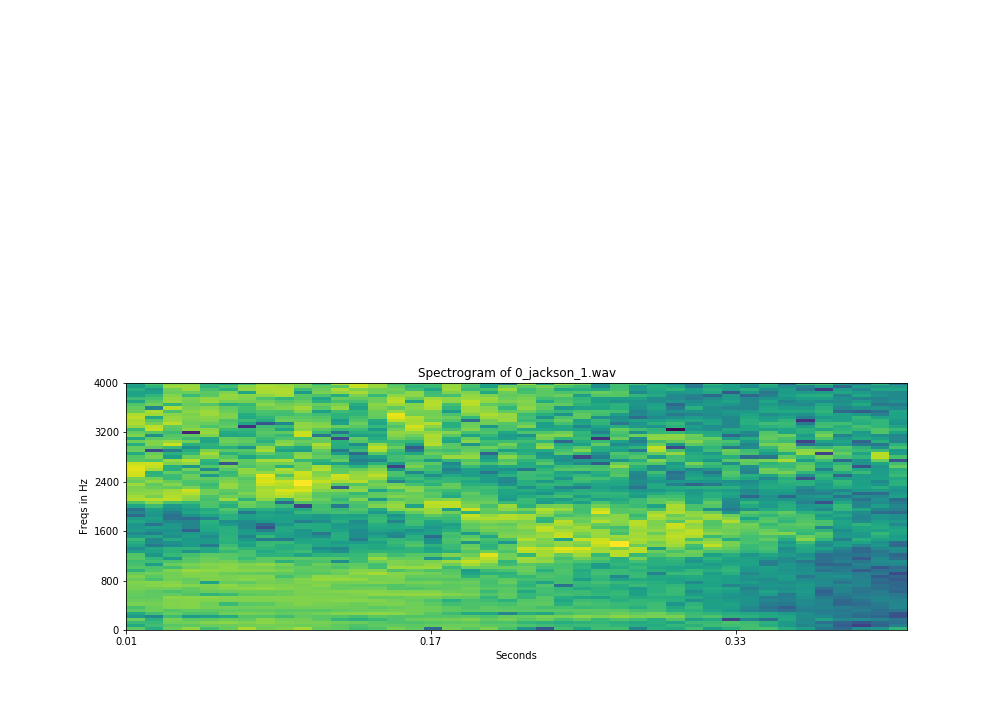 Spectrogram of 0_jackson_1.wav
4000
3200
2400
1600
800
0
Freqs in Hz
0.01 0.17 0.33
Seconds